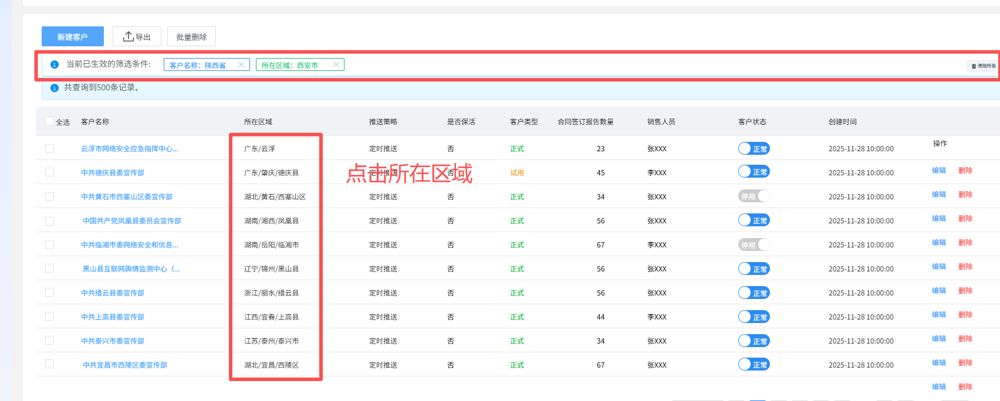 新建客户 导出 批量删除
当前已生效的筛选条件: 客户名称：陕西省 所在区域：西安市 清除所有
共查询到500条记录。
全选 客户名称 所在区域 推送策略 是否保活 客户类型 合同签订报告数量 销售人员 客户状态 创建时间
操作
云浮市网络安全应急指挥中心... 广东/云浮 定时推送 否 正式 23 张XXX 正常 2025-11-28 10:00:00
点击所在区域
中共德庆县委宣传部 广东/肇庆/德庆县 定时推送 否 试用 45 李XXX 正常 2025-11-28 10:00:00 编辑 删除
中共黄石市西塞山区委宣传部 湖北/黄石/西塞山区 定时推送 否 正式 34 张XXX 停用 2025-11-28 10:00:00 编辑 删除
中国共产党凤凰县委员会宣传部 湖南/湘西/凤凰县 定时推送 否 正式 56 张XXX 正常 2025-11-28 10:00:00 编辑 删除
中共临湘市委网络安全和信息... 湖南/岳阳/临湘市 定时推送 否 正式 67 李XXX 停用 2025-11-28 10:00:00 编辑 删除
黑山县互联网舆情监测中心（... 辽宁/锦州/黑山县 定时推送 否 正式 56 张XXX 正常 2025-11-28 10:00:00 编辑 删除
中共缙云县委宣传部 浙江/丽水/缙云县 定时推送 否 正式 56 张XXX 正常 2025-11-28 10:00:00 编辑 删除
中共上高县委宣传部 江西/宜春/上高县 定时推送 否 正式 44 李XXX 正常 2025-11-28 10:00:00 编辑 删除
中共泰兴市委宣传部 江苏/泰州/泰兴市 定时推送 否 正式 34 张XXX 正常 2025-11-28 10:00:00 编辑 删除
中共宜昌市西陵区委宣传部 湖北/宜昌/西陵区 定时推送 否 正式 67 张XXX 正常 2025-11-28 10:00:00 编辑 删除
编辑 删除